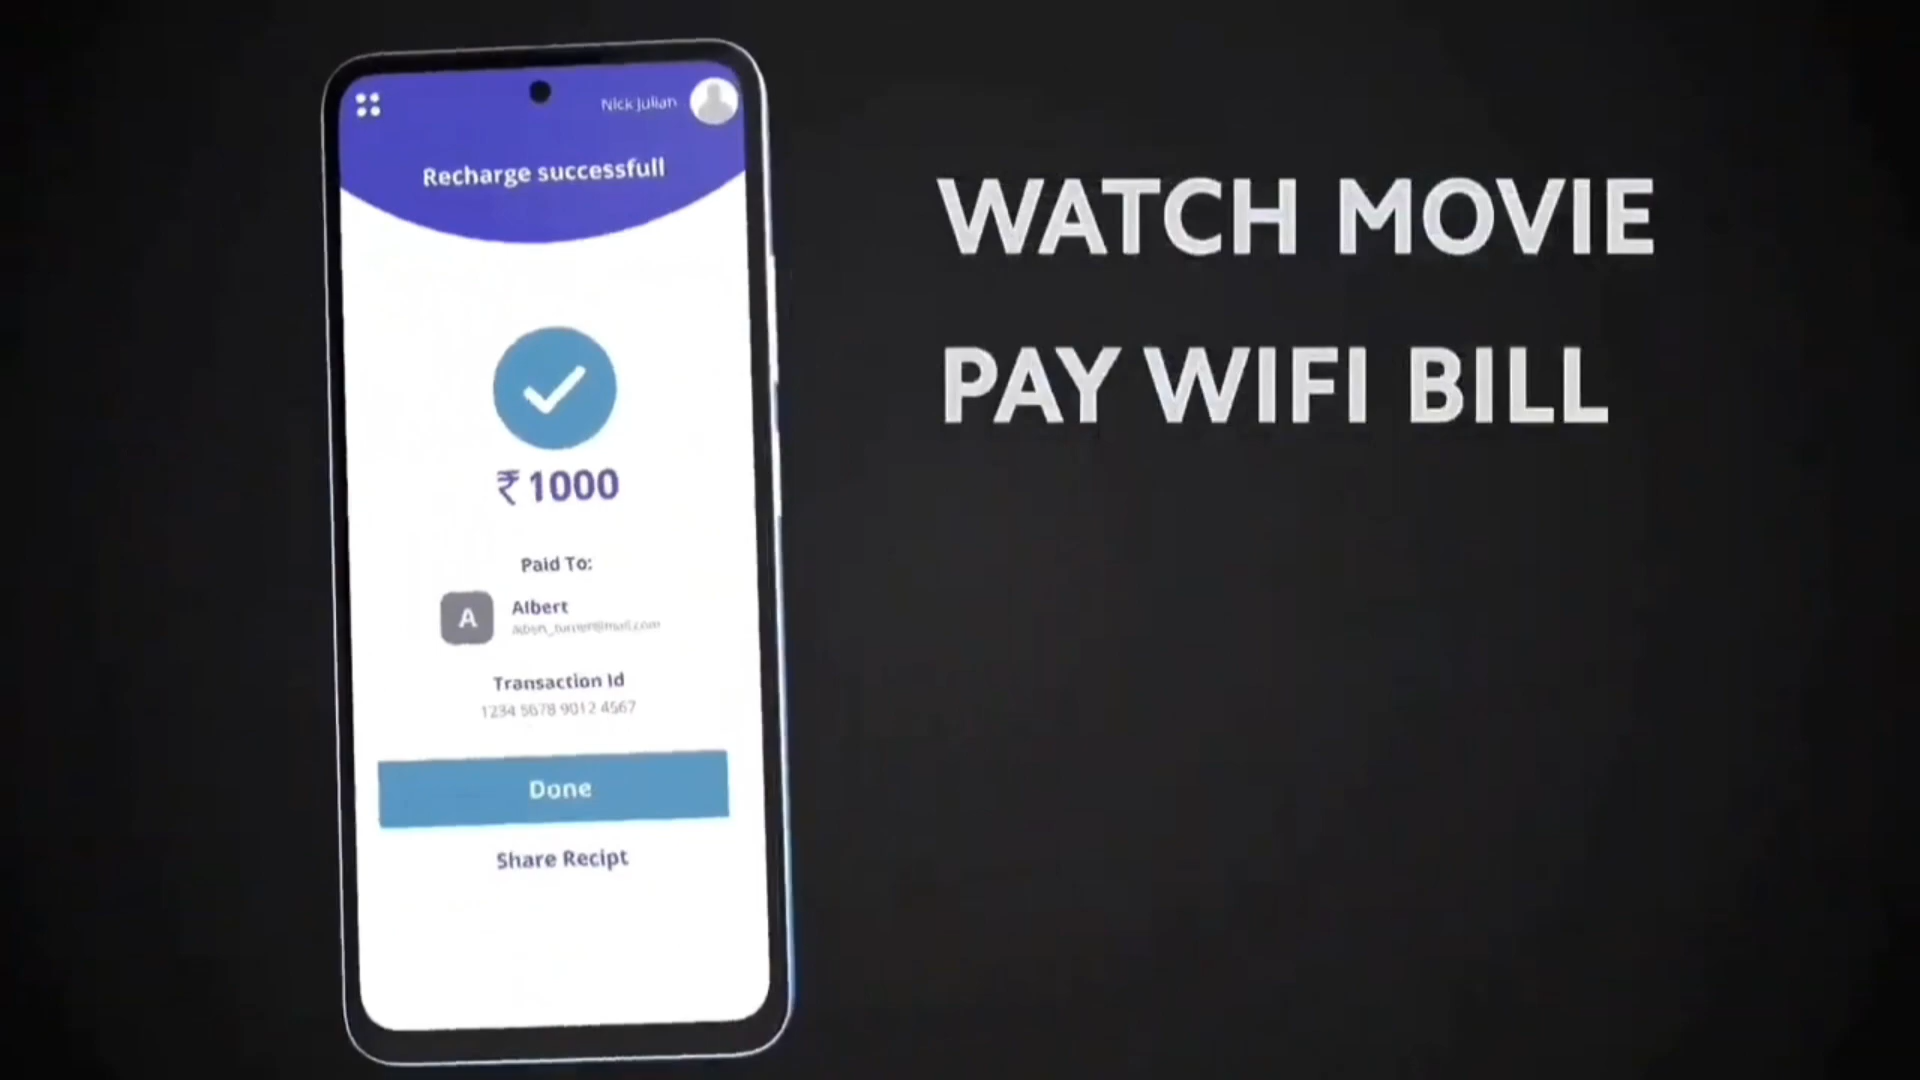 Nick Julian
Recharge successfull
₹ 1000
Paid To:
A
Albert
Transaction Id
1234 5678 9012 4567
Done
Share Recipt
WATCH MOVIE
PAY WIFI BILL